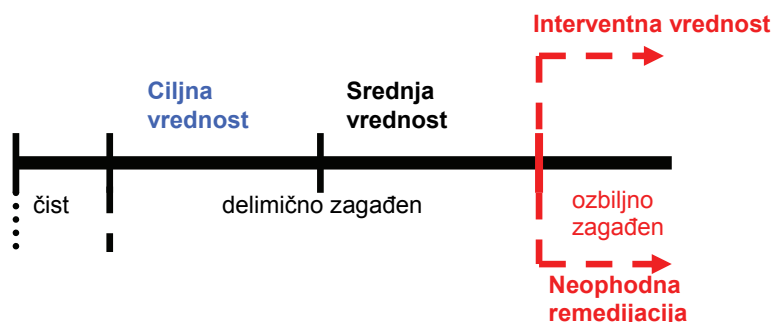 Interventna vrednost
Ciljna
vrednost
Srednja
vrednost
čist
delimično zagađen
ozbiljno
zagađen
Neophodna
remedijacija